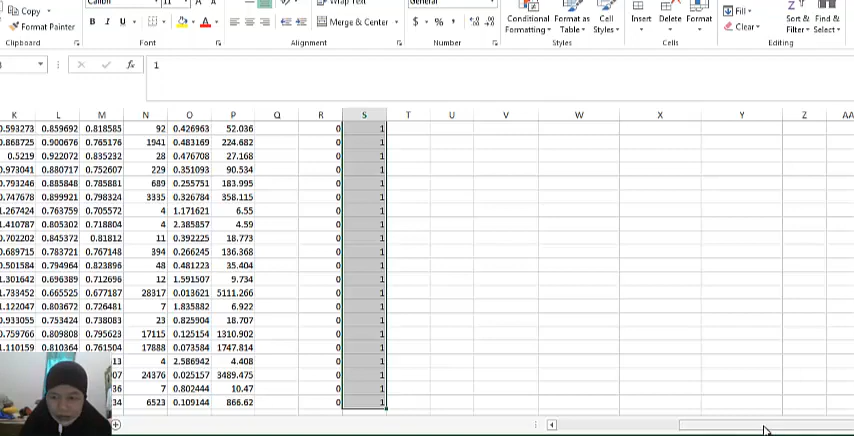 Copy
Format Painter
Clipboard
Calibri
B I U
Font
Wrap Text
Merge & Center
Alignment
General
$ % ,
Number
Conditional Formatting
Format as Table
Cell Styles
Styles
Insert Delete Format
Cells
Fill
Clear
Sort & Filter
Find & Select
Editing
fx 1
K L M N O P Q R S T U V W X Y Z AA
0.593273 0.859692 0.818585 92 0.426963 52.036 0 1
0.868725 0.900676 0.765176 1941 0.483169 224.682 0 1
0.5219 0.922072 0.835232 28 0.476708 27.168 0 1
0.973041 0.880717 0.752607 229 0.351093 90.534 0 1
0.793246 0.885848 0.785881 689 0.255751 183.995 0 1
0.747678 0.899921 0.798324 3335 0.326784 358.115 0 1
1.267424 0.763759 0.705572 4 1.171621 6.55 0 1
1.410787 0.805302 0.718804 4 2.385857 4.59 0 1
0.702202 0.845372 0.81812 11 0.392225 18.773 0 1
0.689715 0.783721 0.767148 394 0.266245 136.368 0 1
0.501584 0.794964 0.823896 48 0.481223 35.404 0 1
1.301642 0.696389 0.712696 12 1.591507 9.734 0 1
1.733452 0.665525 0.677187 28317 0.013621 5111.266 0 1
1.122047 0.803672 0.726481 7 1.835882 6.922 0 1
0.933055 0.753424 0.738083 23 0.825904 18.707 0 1
0.759766 0.809808 0.795623 17115 0.125154 1310.902 0 1
1.110159 0.810364 0.761504 17888 0.073584 1747.814 0 1
13 4 2.586942 4.408 0 1
07 24376 0.025157 3489.475 0 1
36 7 0.802444 10.47 0 1
34 6523 0.109144 866.62 0 1